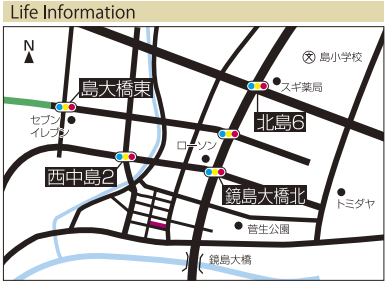 Life Information
N
文 島小学校
スギ薬局
島大橋東
セブン
イレブン
北島6
ローソン
西中島2
鏡島大橋北
トミダヤ
菅生公園
鏡島大橋